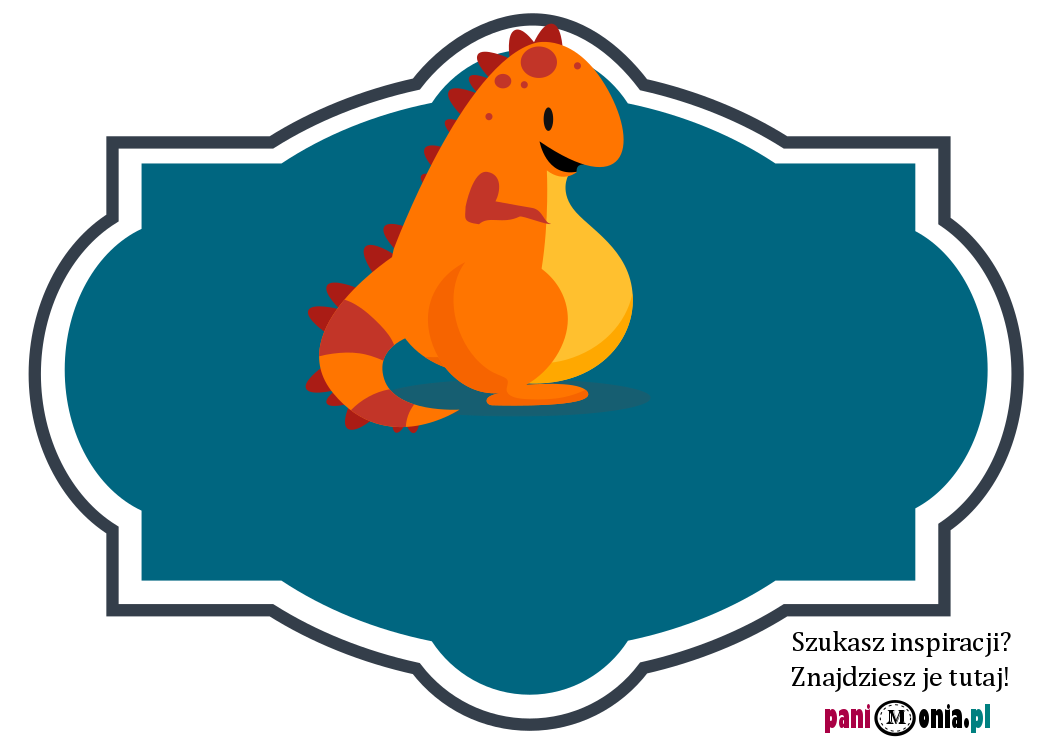 Szukasz inspiracji?
Znajdziesz je tutaj!
paniMonia.pl